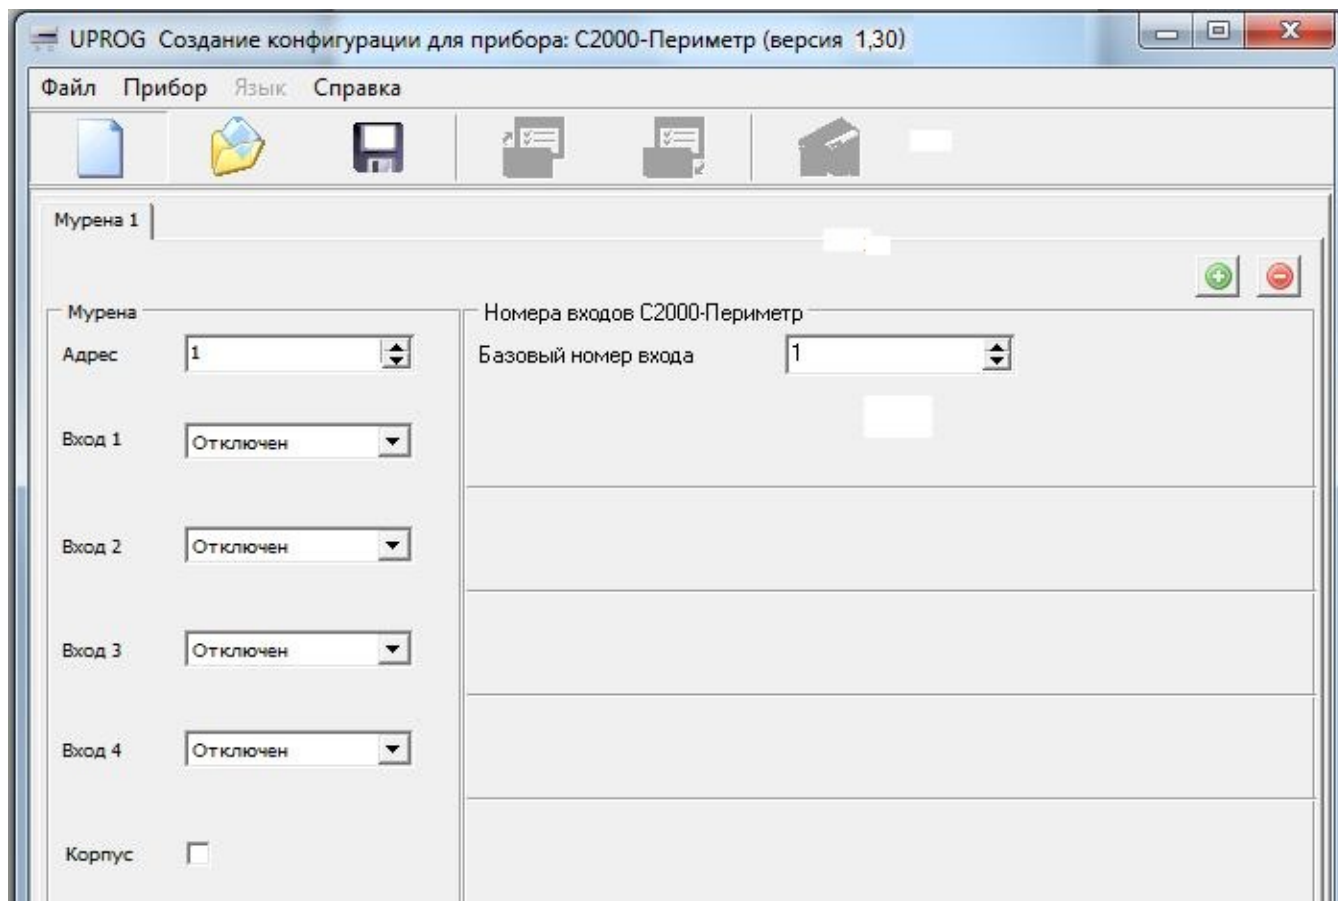 UPROG Создание конфигурации для прибора: С2000-Периметр (версия 1,30)
Файл Прибор Язык Справка
Мурена 1
Мурена
Номера входов С2000-Периметр
Адрес 1
Базовый номер входа 1
Вход 1 Отключен
Вход 2 Отключен
Вход 3 Отключен
Вход 4 Отключен
Корпус